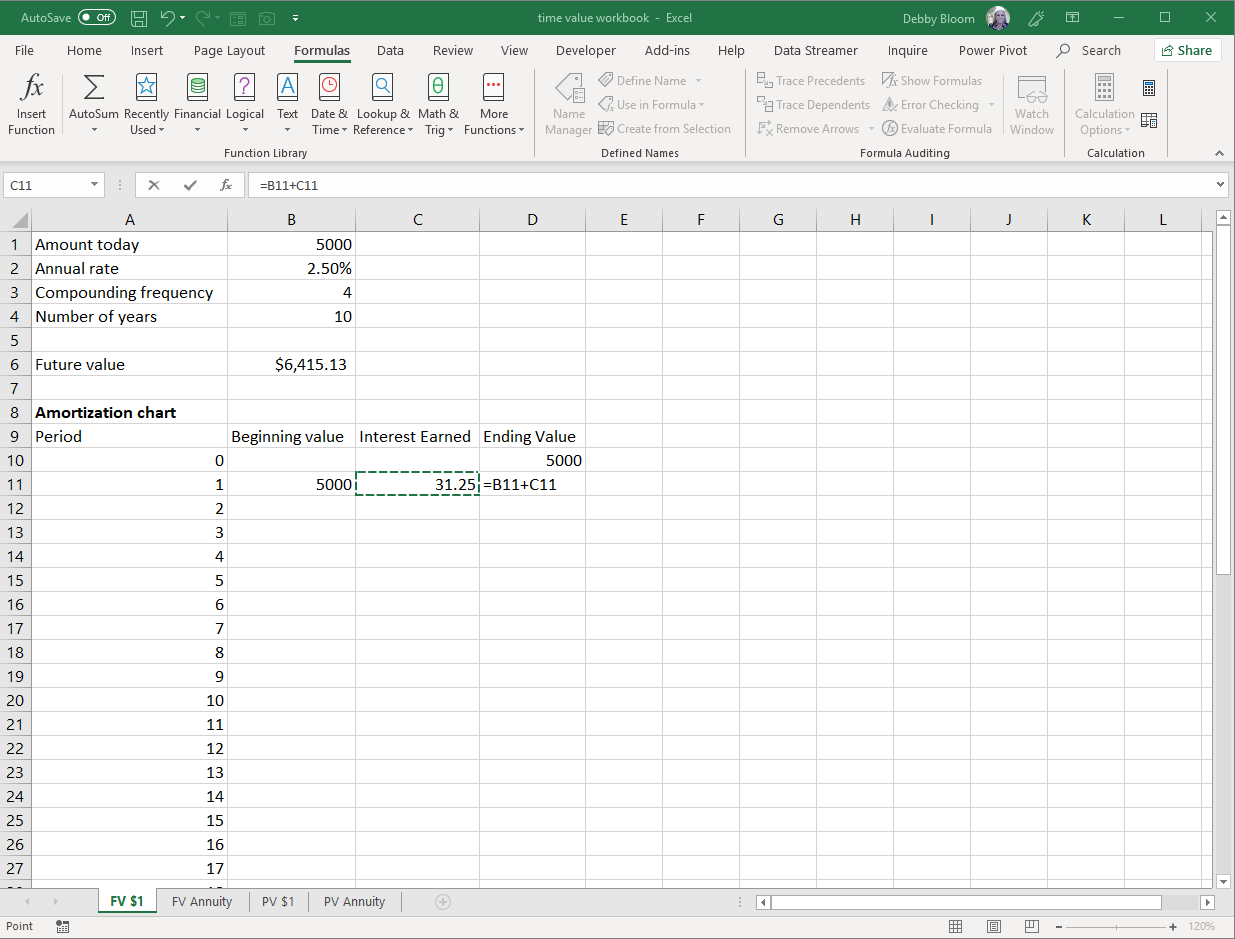 AutoSave Off time value workbook - Excel Debby Bloom
File Home Insert Page Layout Formulas Data Review View Developer Add-ins Help Data Streamer Inquire Power Pivot Search Share
fx Σ ? A θ
Insert Function
AutoSum
Recently Used
Financial
Logical
Text
Date & Time
Lookup & Reference
Math & Trig
More Functions
Function Library
Name Manager
Define Name
Use in Formula
Create from Selection
Defined Names
Trace Precedents
Trace Dependents
Remove Arrows
Show Formulas
Error Checking
Evaluate Formula
Watch Window
Formula Auditing
Calculation Options
Calculation
C11 fx =B11+C11
A B C D E F G H I J K L
1 Amount today 5000
2 Annual rate 2.50%
3 Compounding frequency 4
4 Number of years 10
5
6 Future value $6,415.13
7
8 Amortization chart
9 Period Beginning value Interest Earned Ending Value
10 0 5000
11 1 5000 31.25 =B11+C11
12 2
13 3
14 4
15 5
16 6
17 7
18 8
19 9
20 10
21 11
22 12
23 13
24 14
25 15
26 16
27 17
FV $1 FV Annuity PV $1 PV Annuity
Point 120%